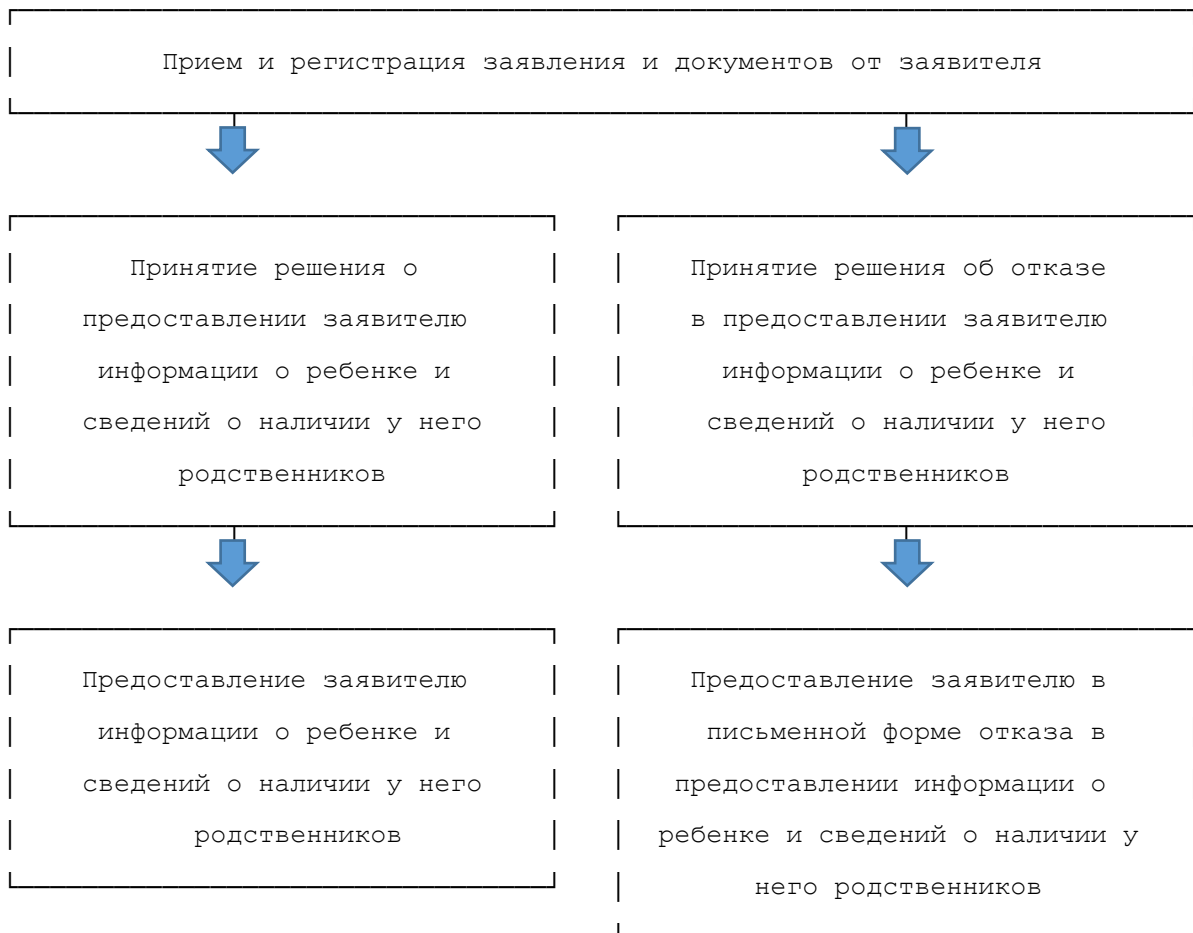 Прием и регистрация заявления и документов от заявителя
Принятие решения о
предоставлении заявителю
информации о ребенке и
сведений о наличии у него
родственников
Принятие решения об отказе
в предоставлении заявителю
информации о ребенке и
сведений о наличии у него
родственников
Предоставление заявителю
информации о ребенке и
сведений о наличии у него
родственников
Предоставление заявителю в
письменной форме отказа в
предоставлении информации о
ребенке и сведений о наличии у
него родственников